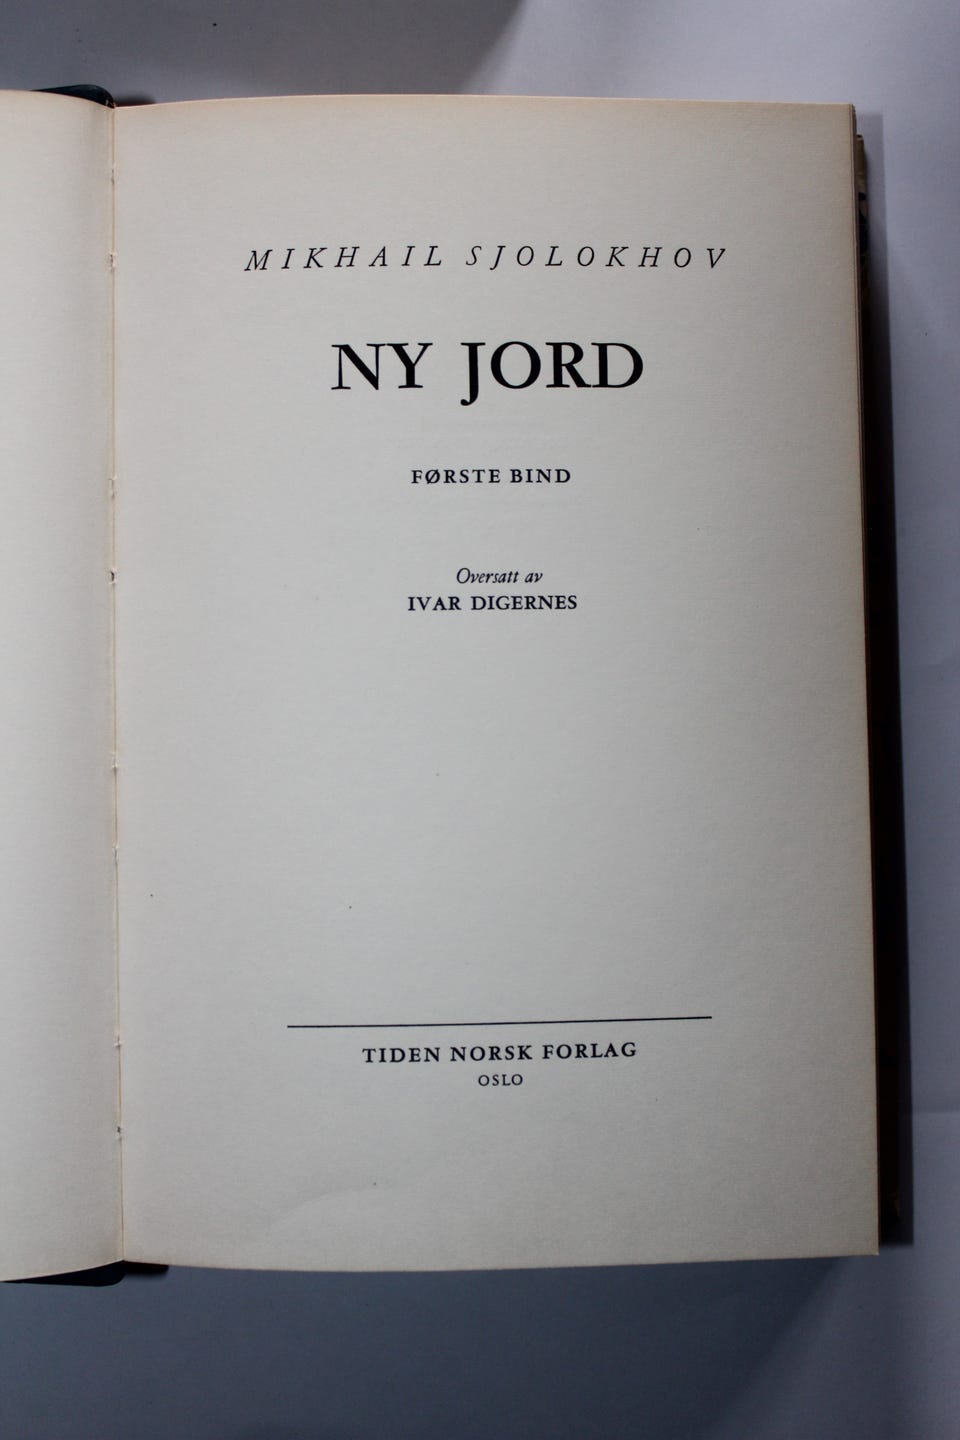 MIKHAIL SJOLOKHOV
NY JORD
FØRSTE BIND
Oversatt av
IVAR DIGERNES
TIDEN NORSK FORLAG
OSLO